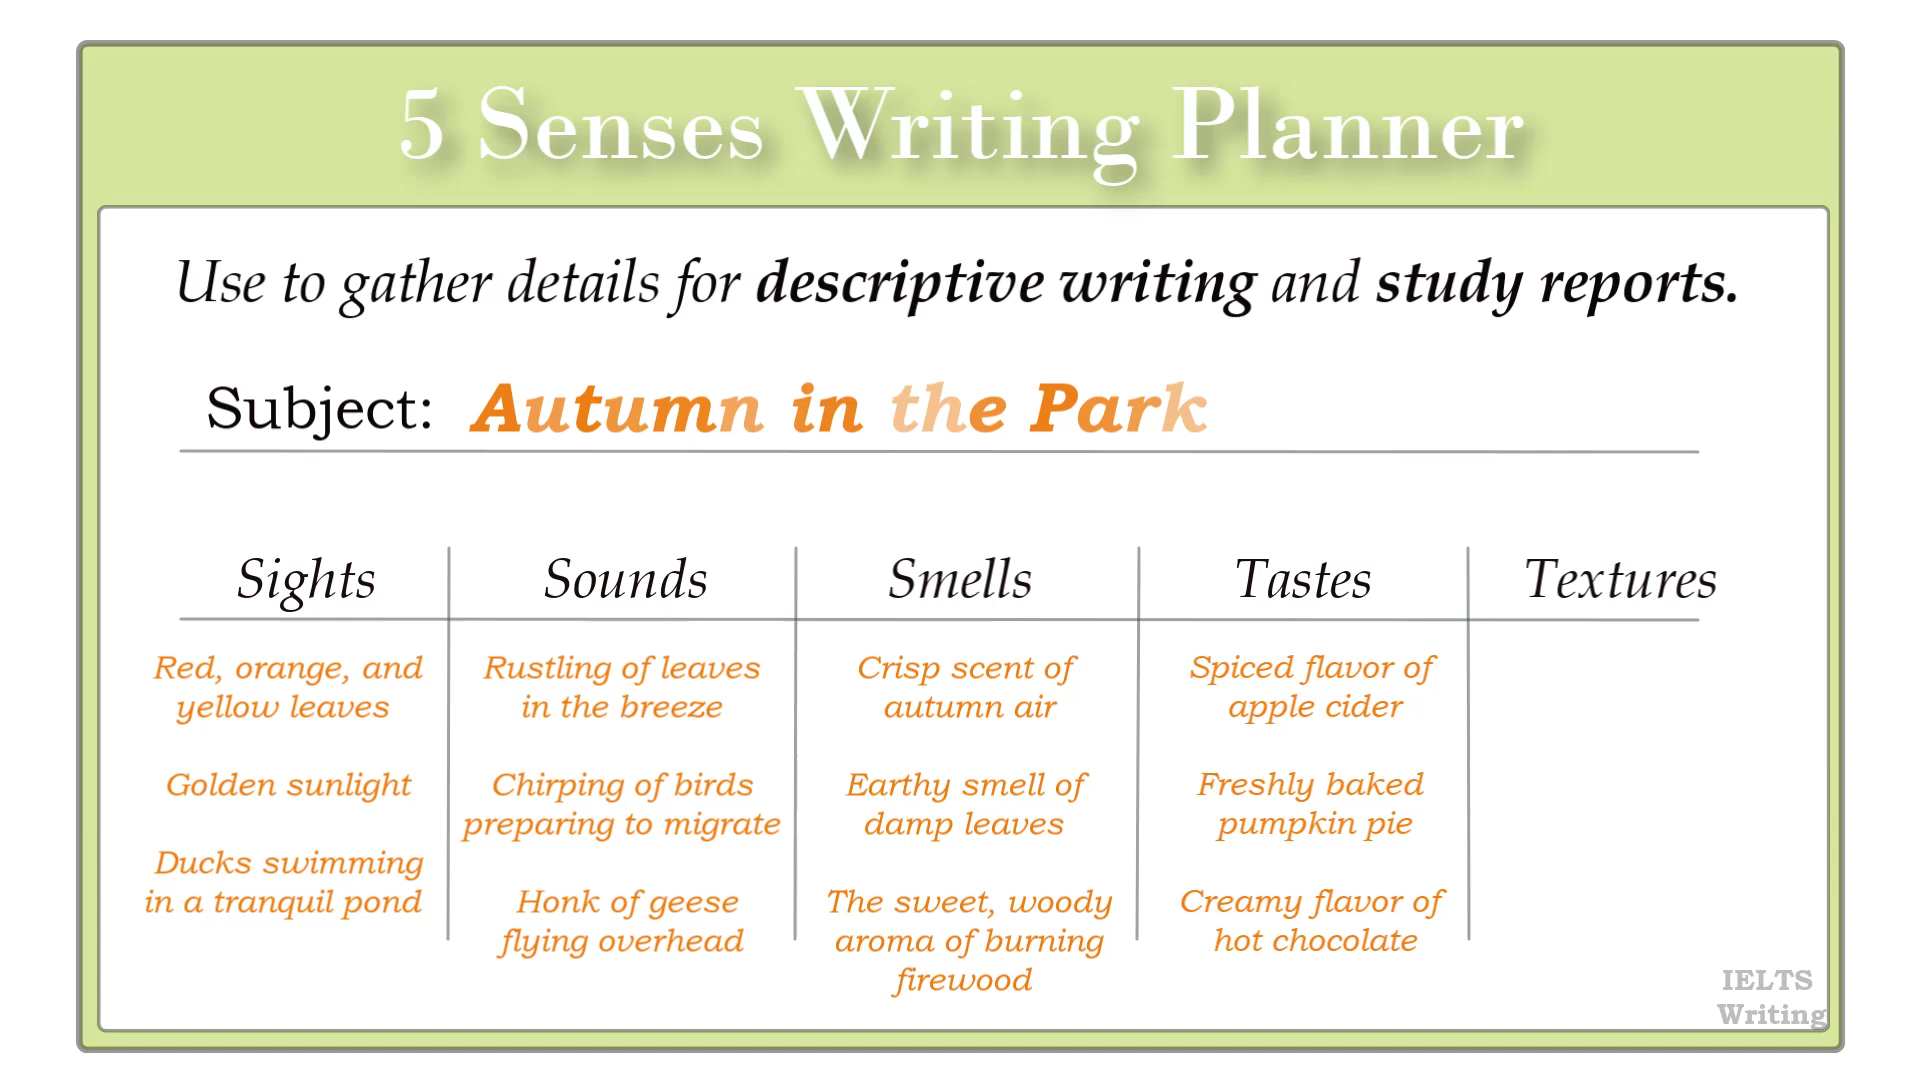 5 Senses Writing Planner
Use to gather details for descriptive writing and study reports.
Subject: Autumn in the Park
Sights
Sounds
Smells
Tastes
Textures
Red, orange, and
yellow leaves
Golden sunlight
Ducks swimming
in a tranquil pond
Rustling of leaves
in the breeze
Chirping of birds
preparing to migrate
Honk of geese
flying overhead
Crisp scent of
autumn air
Earthy smell of
damp leaves
The sweet, woody
aroma of burning
firewood
Spiced flavor of
apple cider
Freshly baked
pumpkin pie
Creamy flavor of
hot chocolate
IELTS
Writing